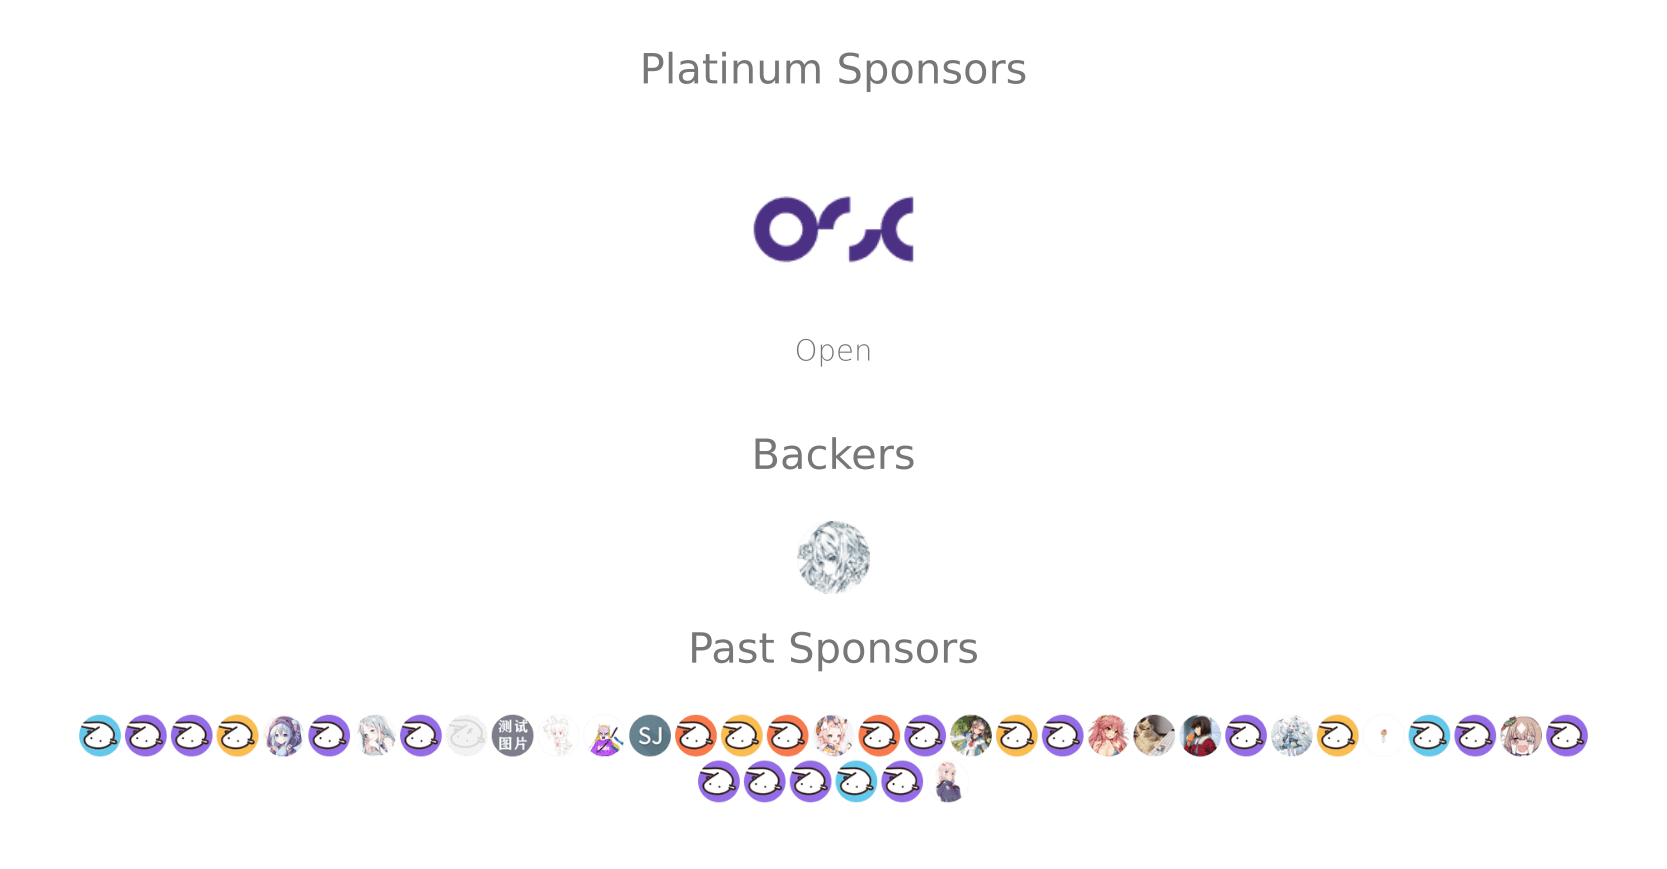 Platinum Sponsors
Open
Backers
Past Sponsors
测试
图片
SJ